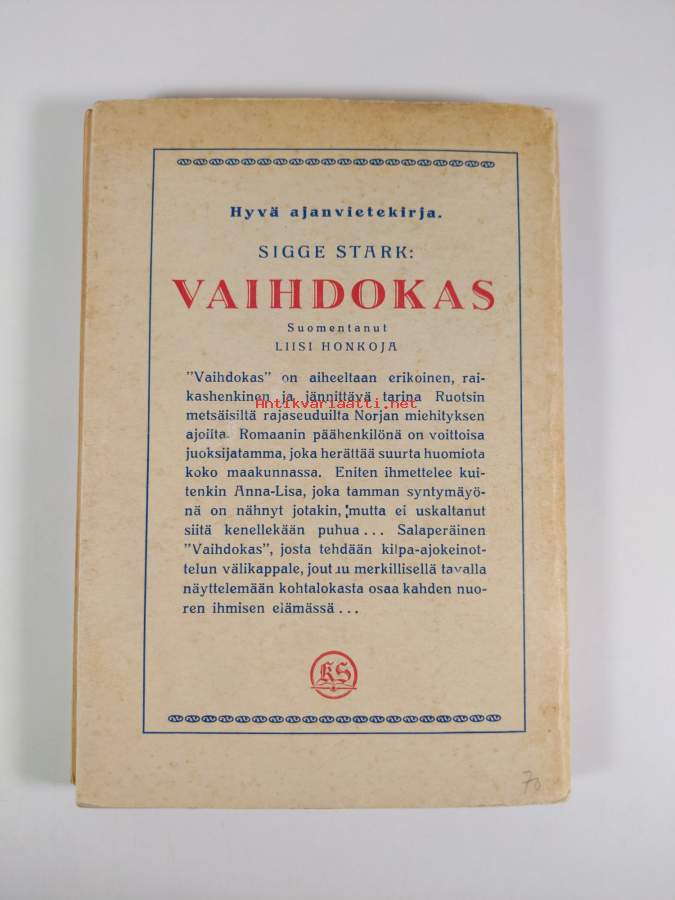 Hyvä ajanvietekirja.
SIGGE STARK:
VAIHDOKAS
Suomentanut
LIISI HONKOJA
"Vaihdokas" on aiheeltaan erikoinen, rai-
kashenkinen ja jännittävä tarina Ruotsin
Antikvariaatti.net
metsäisiltä rajaseuduilta Norjan miehityksen
ajoilta. Romaanin päähenkilönä on voittoisa
juoksijatamma, joka herättää suurta huomiota
koko maakunnassa. Eniten ihmettelee kui-
tenkin Anna-Lisa, joka tamman syntymäyö-
nä on nähnyt jotakin, mutta ei uskaltanut
siitä kenellekään puhua... Salaperäinen
"Vaihdokas", josta tehdään kilpa-ajokeinot-
telun välikappale, joutuu merkillisellä tavalla
näyttelemään kohtalokasta osaa kahden nuo-
ren ihmisen elämässä...
KS
70